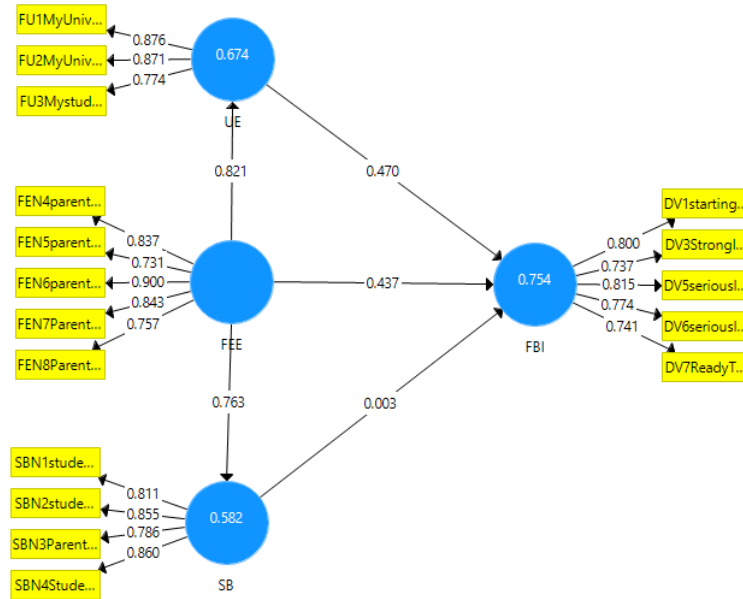 FU1MyUniv...
0.876
FU2MyUniv...
0.871
FU3Mystud...
0.774
0.674
UE
0.821
0.470
FEN4parent...
0.837
FEN5parent...
0.731
FEN6parent...
0.900
FEN7Parent...
0.843
FEN8Parent...
0.757
FEE
0.437
0.763
0.754
FBI
DV1starting...
0.800
DV3StrongI...
0.737
DV5seriousI...
0.815
DV6seriousI...
0.774
DV7ReadyT...
0.741
0.003
SBN1stude...
0.811
SBN2stude...
0.855
SBN3Parent...
0.786
SBN4Stude...
0.860
0.582
SB